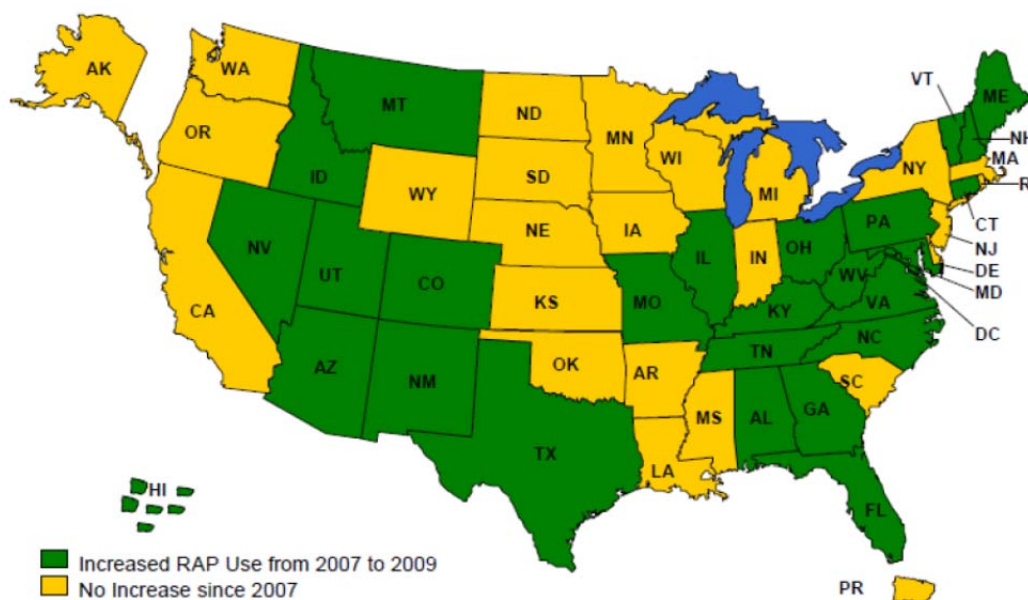 AK
WA
MT
ND
MN
VT
ME
OR
ID
WY
SD
WI
MI
NY
NH
MA
R
NV
UT
CO
NE
IA
IL
IN
OH
PA
CT
NJ
DE
MD
CA
KS
MO
KY
WV
VA
DC
AZ
NM
OK
AR
TN
NC
SC
TX
LA
MS
AL
GA
FL
HI
Increased RAP Use from 2007 to 2009
No Increase since 2007
PR